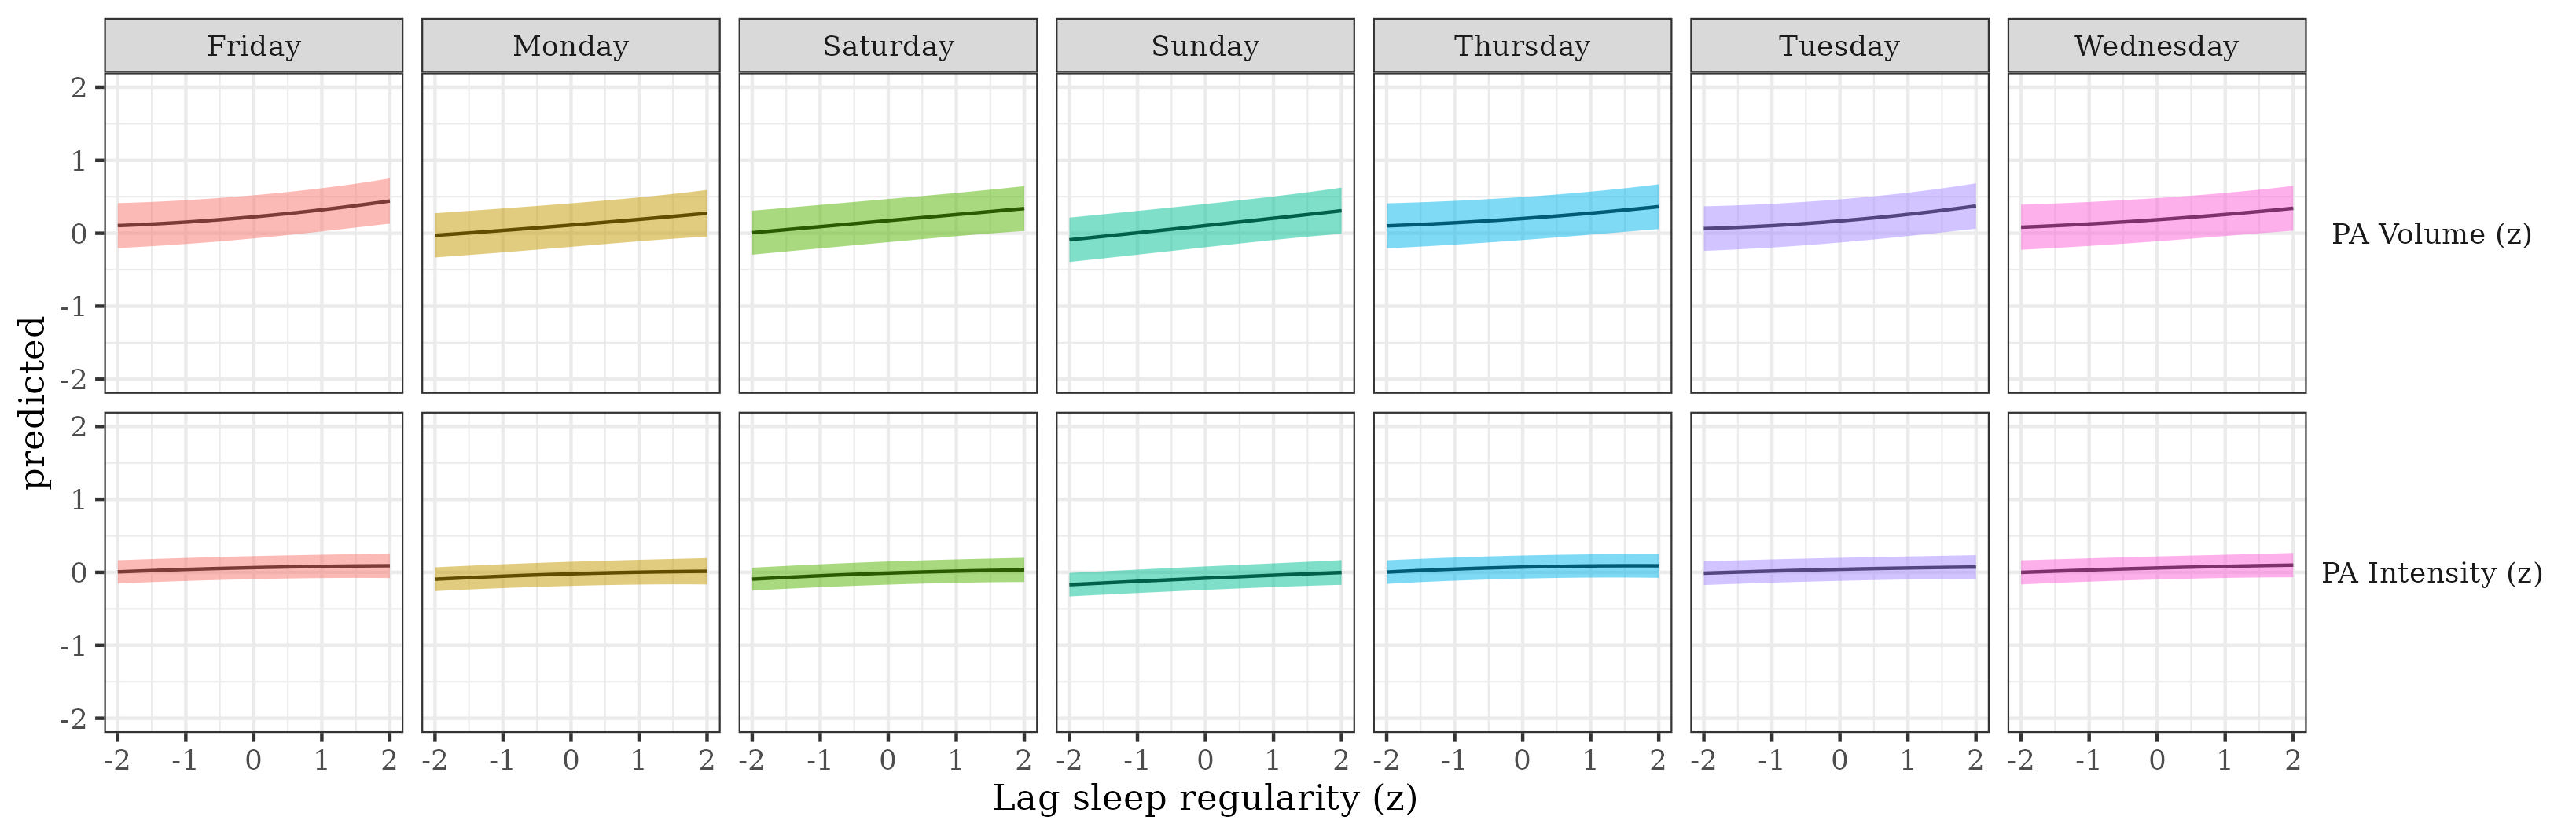 Friday Monday Saturday Sunday Thursday Tuesday Wednesday
2
1
0
-1
-2
PA Volume (z)
predicted
2
1
0
-1
-2
PA Intensity (z)
-2 -1 0 1 2 -2 -1 0 1 2 -2 -1 0 1 2 -2 -1 0 1 2 -2 -1 0 1 2 -2 -1 0 1 2 -2 -1 0 1 2
Lag sleep regularity (z)